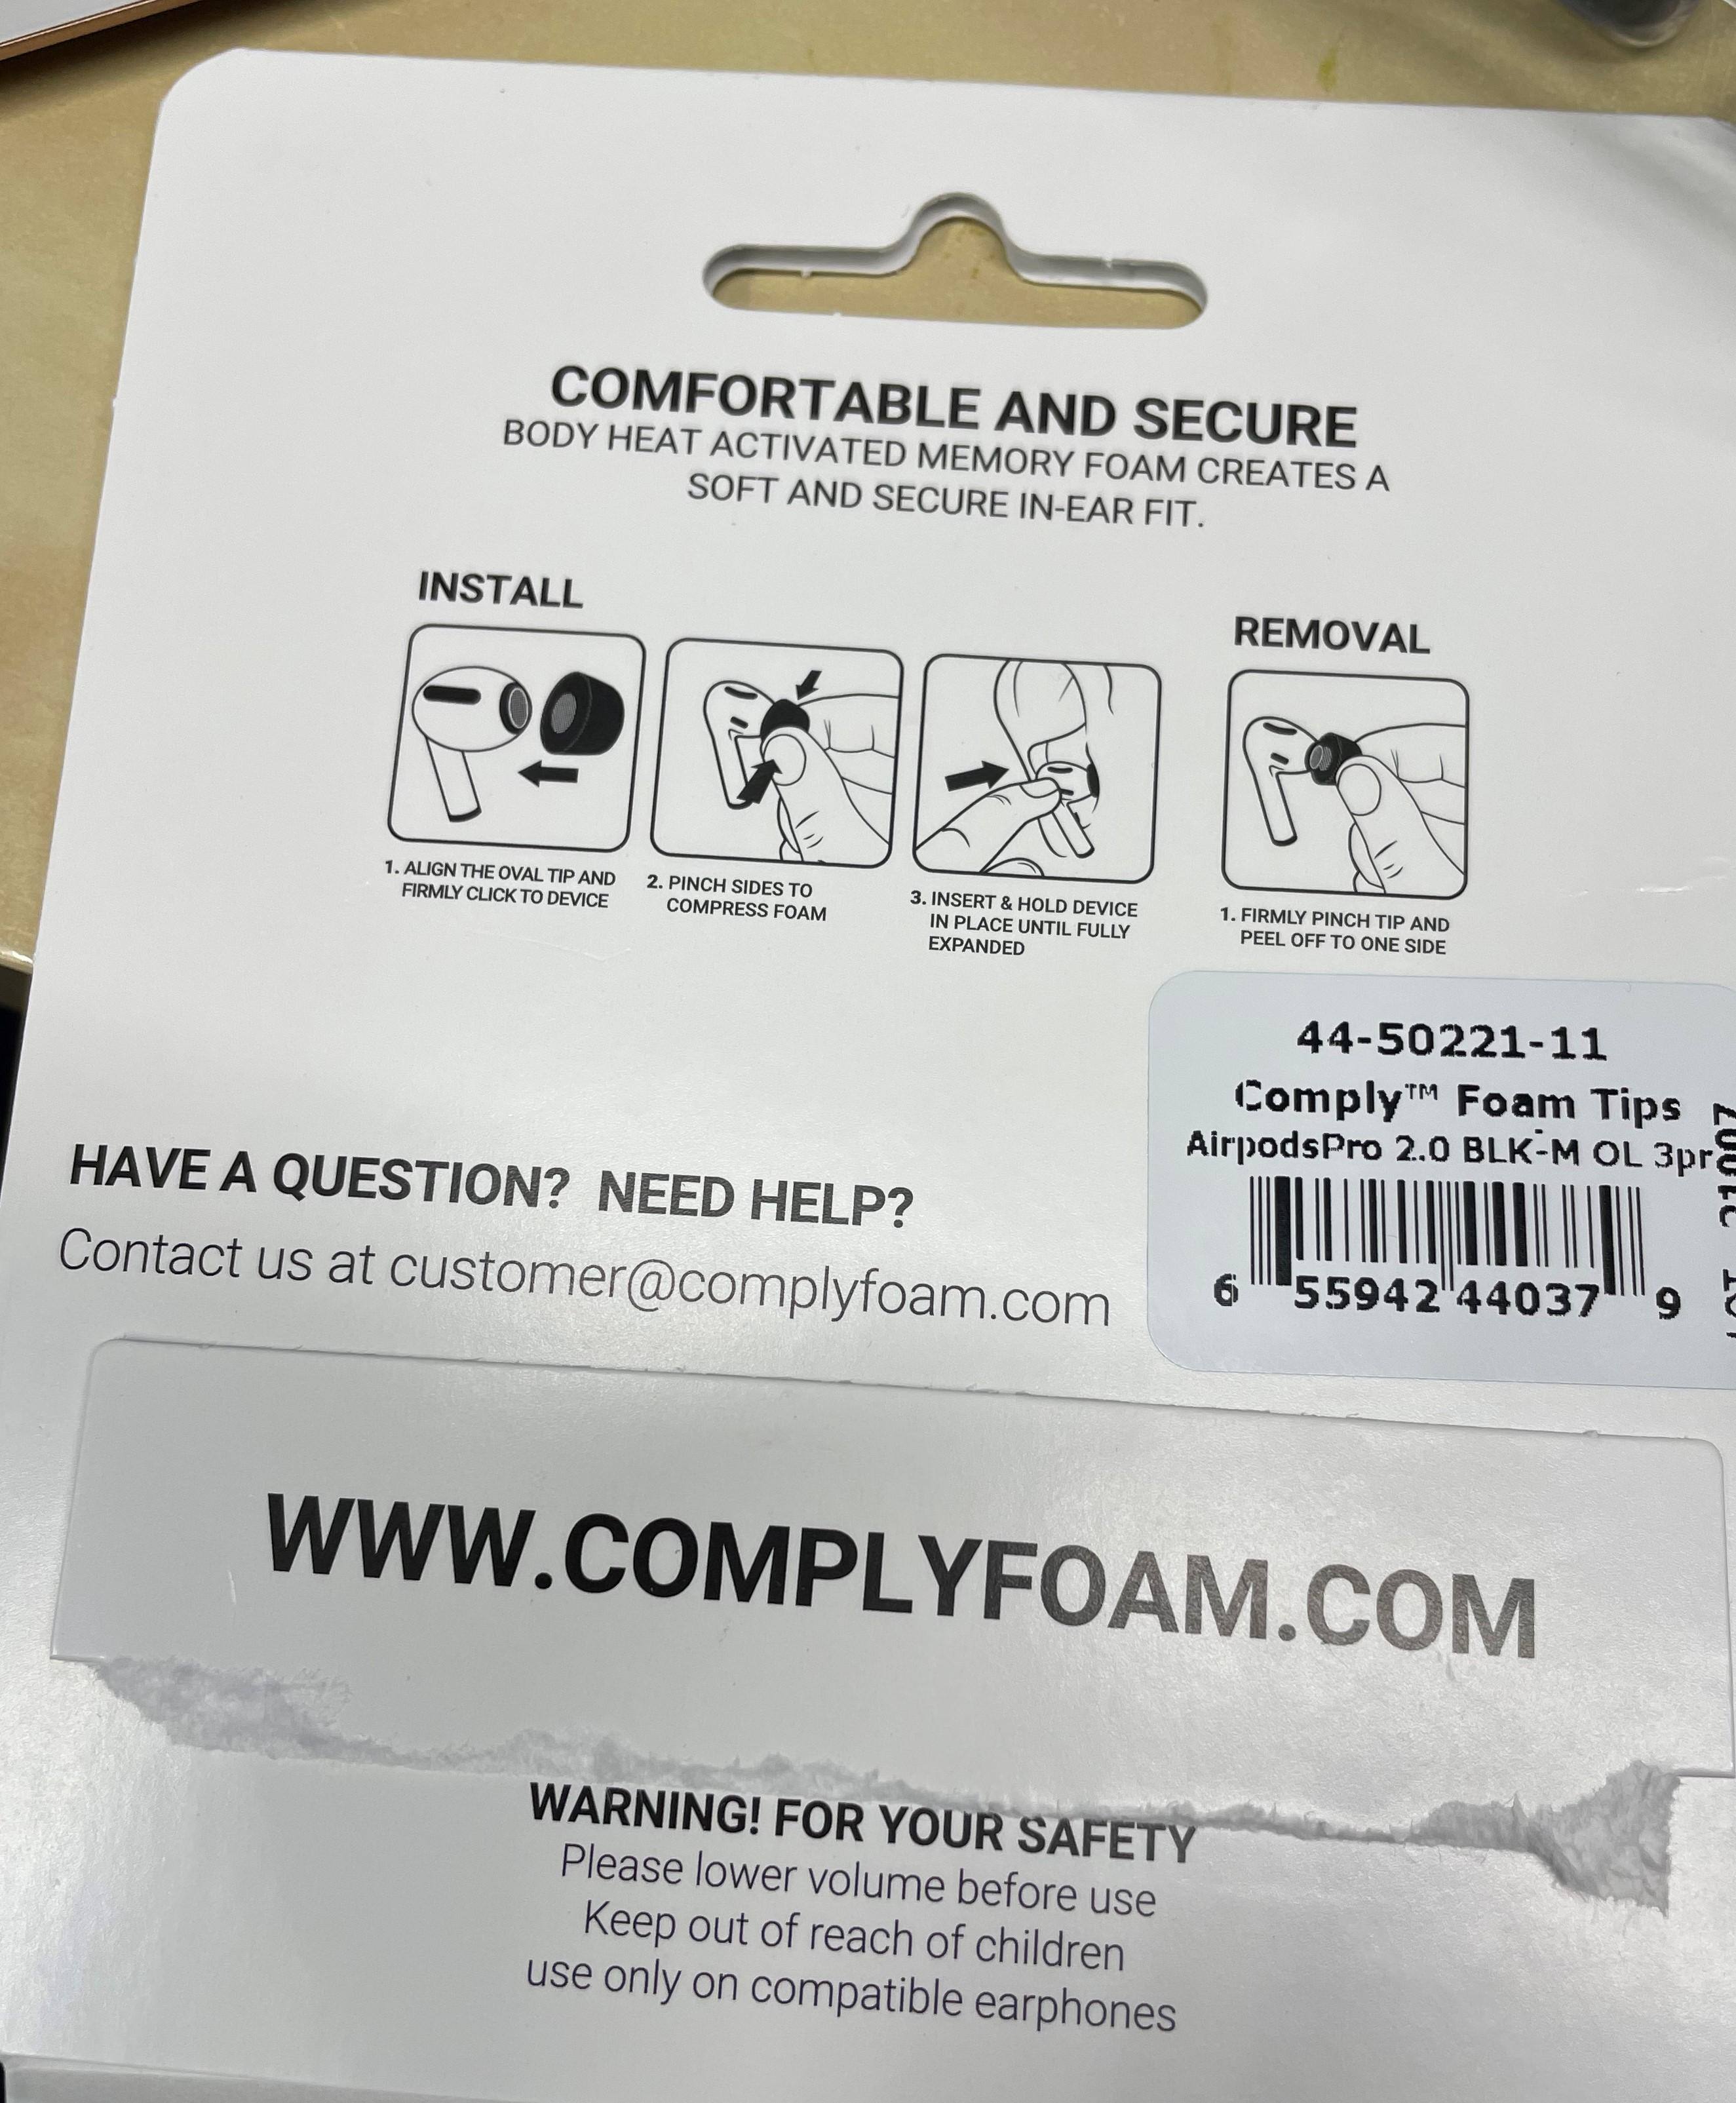 COMFORTABLE AND SECURE
BODY HEAT ACTIVATED MEMORY FOAM CREATES A
SOFT AND SECURE IN-EAR FIT.
INSTALL
1. ALIGN THE OVAL TIP AND
FIRMLY CLICK TO DEVICE
2. PINCH SIDES TO
COMPRESS FOAM
3. INSERT & HOLD DEVICE
IN PLACE UNTIL FULLY
EXPANDED
REMOVAL
1. FIRMLY PINCH TIP AND
PEEL OFF TO ONE SIDE
44-50221-11
Comply™ Foam Tips
AirpodsPro 2.0 BLK-M OL 3pr
6 55942 44037 9
HAVE A QUESTION? NEED HELP?
Contact us at customer@complyfoam.com
WWW.COMPLYFOAM.COM
WARNING! FOR YOUR SAFETY
Please lower volume before use
Keep out of reach of children
use only on compatible earphones